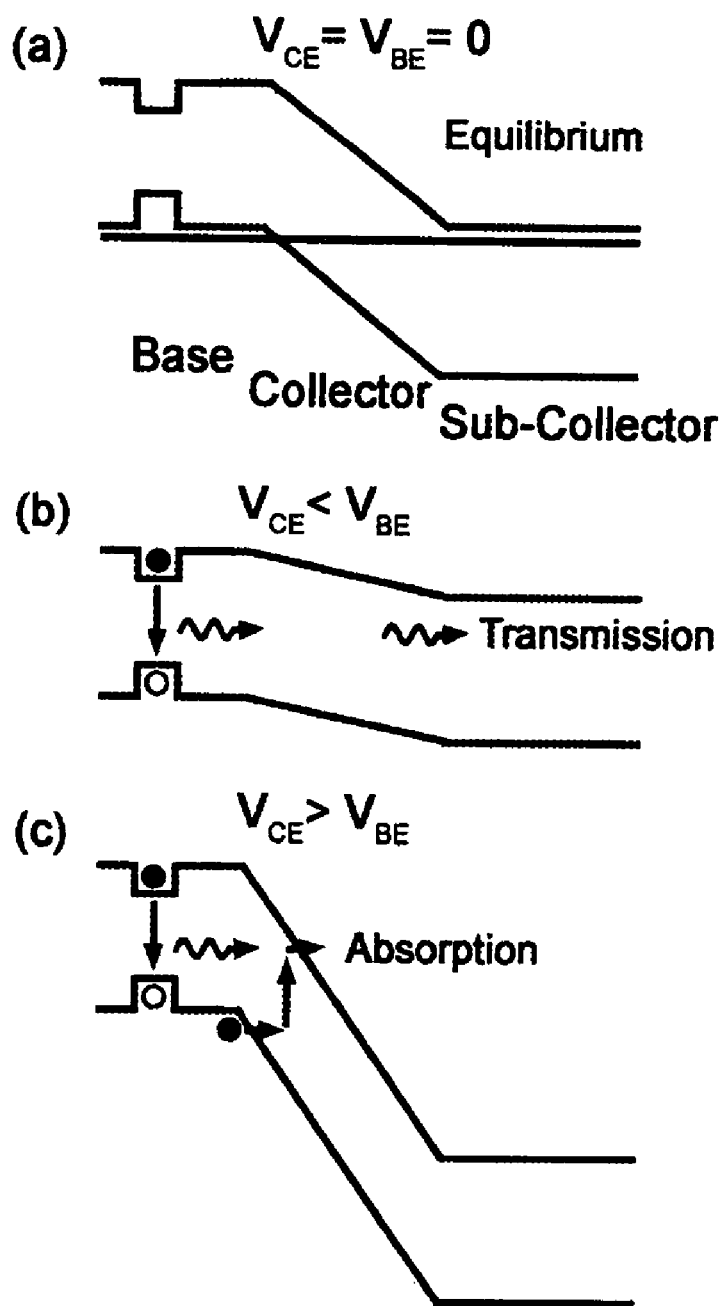 (a) V_CE = V_BE = 0
Equilibrium
Base
Collector
Sub-Collector
(b) V_CE < V_BE
Transmission
(c) V_CE > V_BE
Absorption